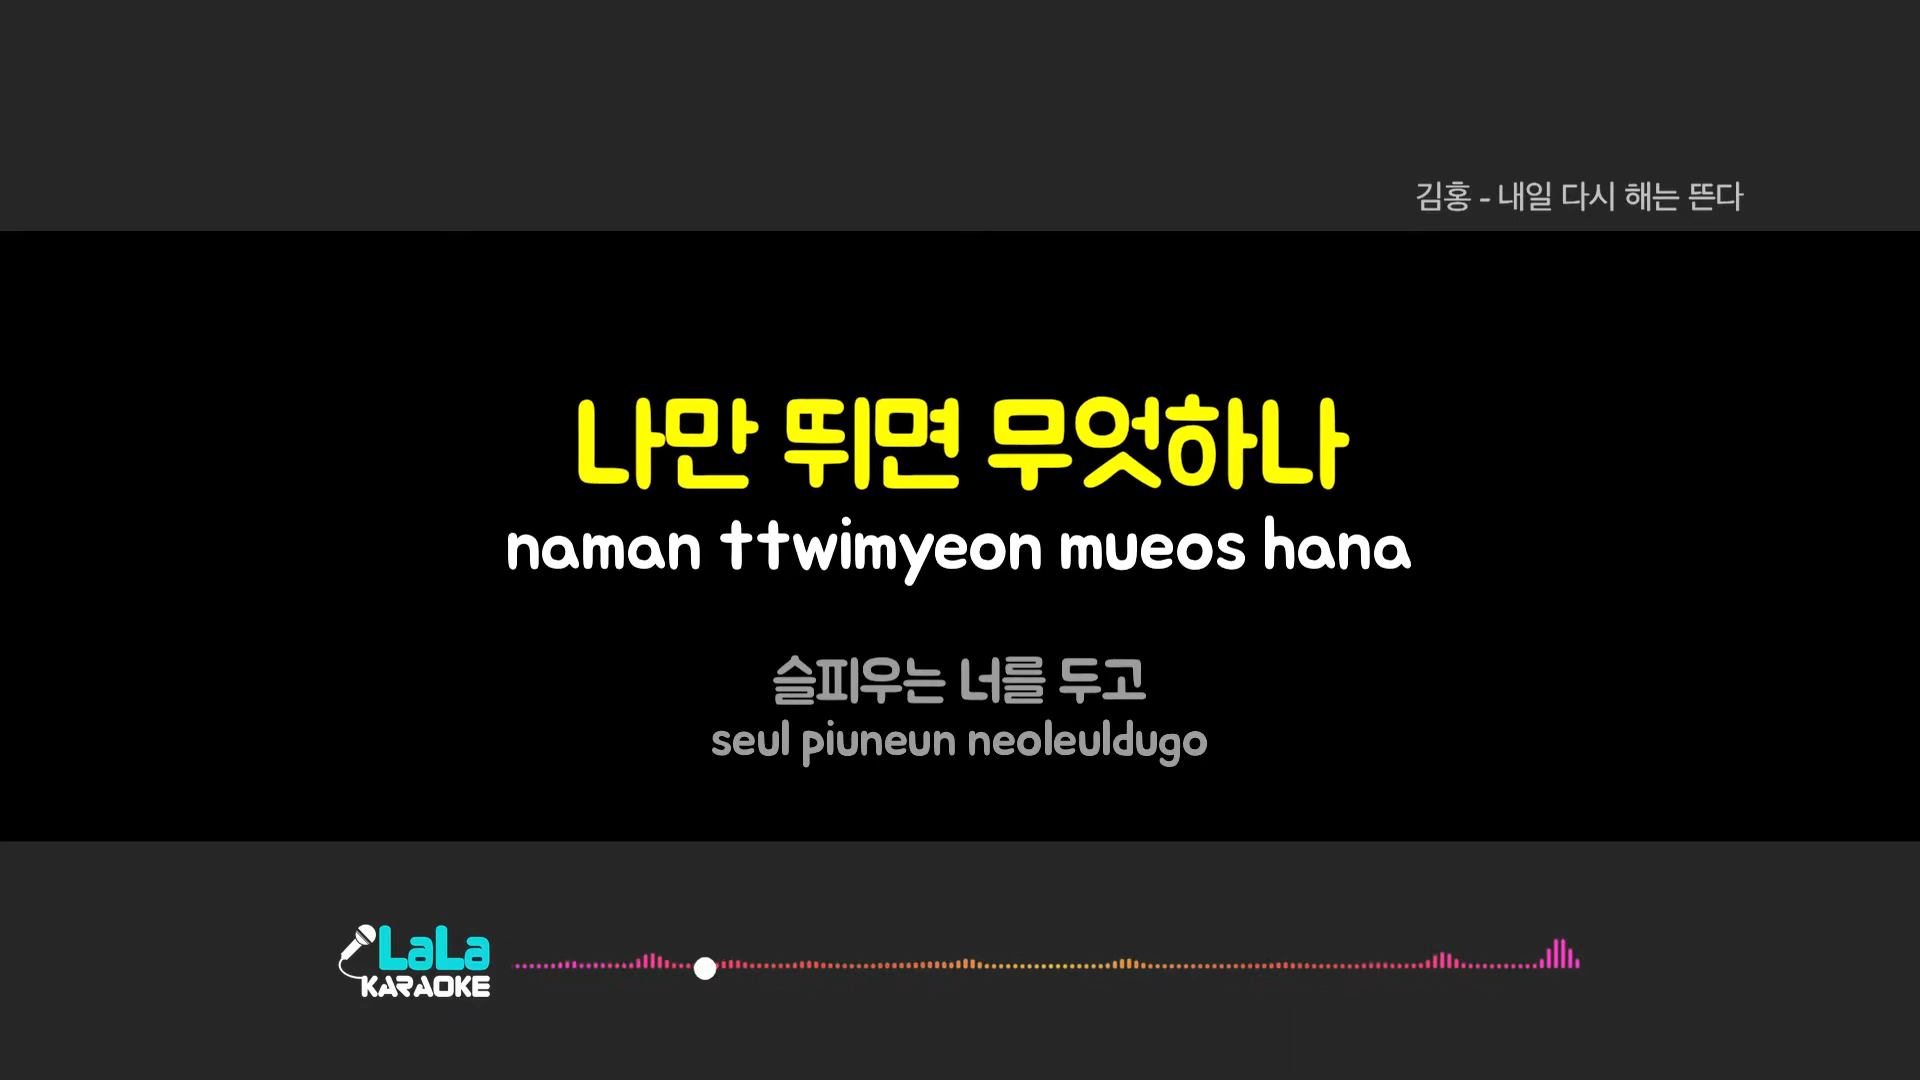 김홍 - 내일 다시 해는 뜬다
나만 뛰면 무엇하나
naman ttwimyeon mueos hana
슬피우는 너를 두고
seul piuneun neoleuldugo
LaLa
KARAOKE